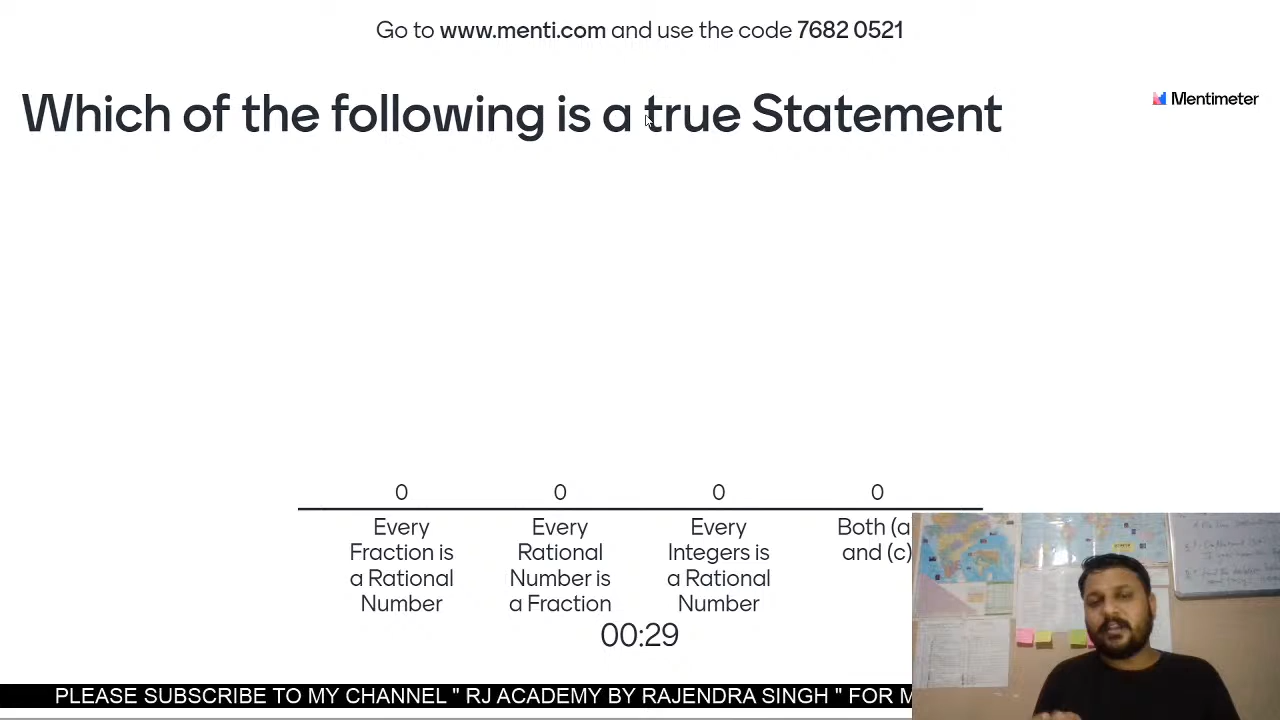 Go to www.menti.com and use the code 7682 0521
Which of the following is a true Statement
Mentimeter
0
0
0
0
Every
Fraction is
a Rational
Number
Every
Rational
Number is
a Fraction
Every
Integers is
a Rational
Number
Both (a
and (c)
00:29
PLEASE SUBSCRIBE TO MY CHANNEL " RJ ACADEMY BY RAJENDRA SINGH " FOR M